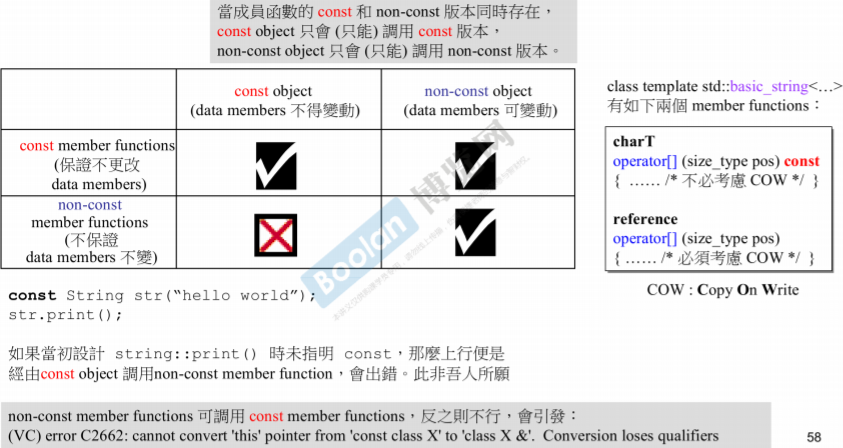 當成員函數的 const 和 non-const 版本同時存在，
const object 只會 (只能) 調用 const 版本，
non-const object 只會 (只能) 調用 non-const 版本。
const object
(data members 不得變動)
non-const object
(data members 可變動)
const member functions
(保證不更改
data members)
non-const
member functions
(不保證
data members 不變)
class template std::basic_string<…>
有如下兩個 member functions：
charT
operator[] (size_type pos) const
{ …… /* 不必考慮 COW */ }
reference
operator[] (size_type pos)
{ …… /* 必須考慮 COW */ }
COW : Copy On Write
Boolan 博覽網
const String str(“hello world”);
str.print();
如果當初設計 string::print() 時未指明 const，那麼上行便是
經由const object 調用non-const member function，會出錯。此非吾人所願
non-const member functions 可調用 const member functions，反之則不行，會引發：
(VC) error C2662: cannot convert 'this' pointer from 'const class X' to 'class X &'. Conversion loses qualifiers
58